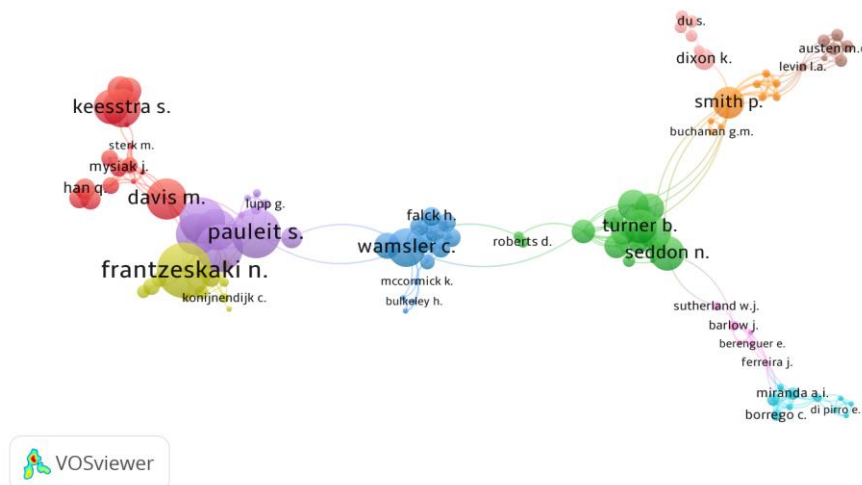 du s.
dixon k.
austen m.c
levin l.a.
smith p.
buchanan g.m.
keesstra s.
sterk m.
mysiak j.
han q.
davis m.
lupp g.
pauleit s.
falck h.
wamsler c.
roberts d.
turner b.
seddon n.
frantzeskaki n.
konijnendijk c.
mccormick k.
bulkeley h.
sutherland w.j.
barlow j.
berenguer e.
ferreira j.
miranda a.i.
borrego c.
di pirro e.
VOSviewer